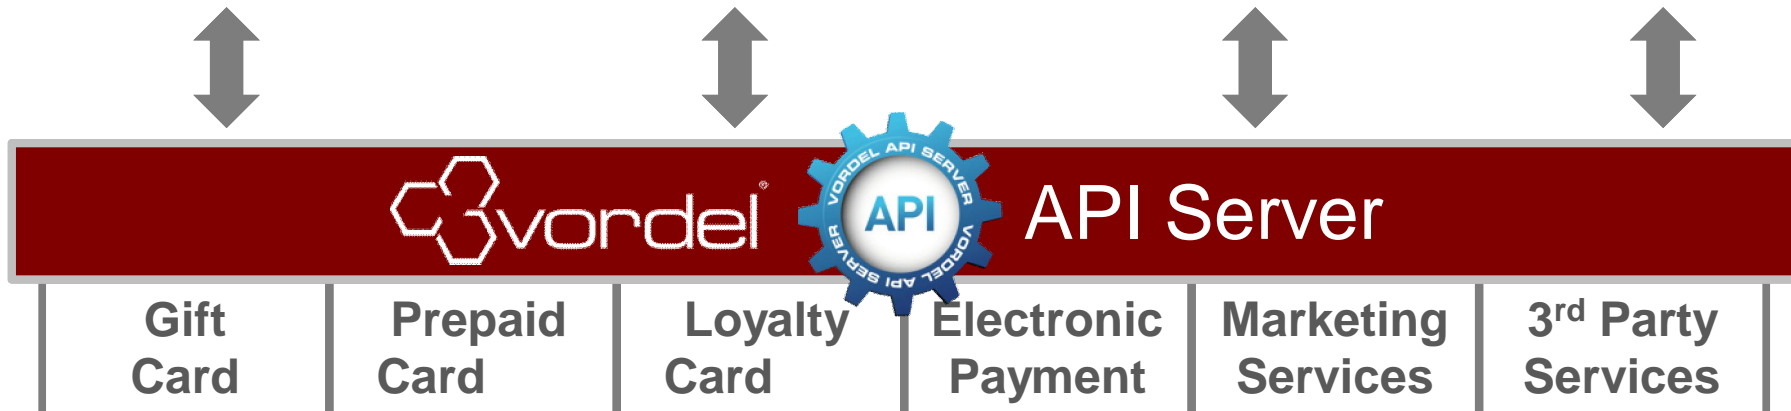 vordel® API API Server
VORDEL API SERVER VORDEL API SERVER
Gift Prepaid Loyalty Electronic Marketing 3rd Party
Card Card Card Payment Services Services